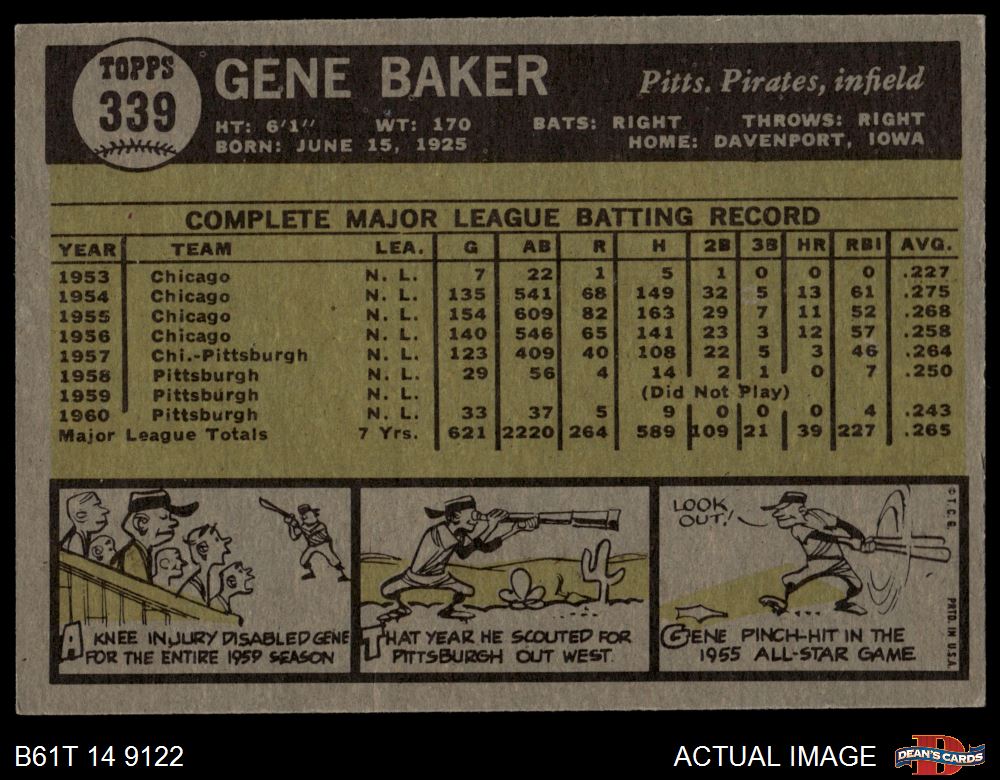 TOPPS
339
GENE BAKER
Pitts. Pirates, infield
HT: 6'1" WT: 170 BATS: RIGHT THROWS: RIGHT
BORN: JUNE 15, 1925 HOME: DAVENPORT, IOWA
COMPLETE MAJOR LEAGUE BATTING RECORD
YEAR TEAM LEA. G AB R H 2B 3B HR RBI AVG.
1953 Chicago N. L. 7 22 1 5 1 0 0 0 .227
1954 Chicago N. L. 135 541 68 149 32 5 13 61 .275
1955 Chicago N. L. 154 609 82 163 29 7 11 52 .268
1956 Chicago N. L. 140 546 65 141 23 3 12 57 .258
1957 Chi.-Pittsburgh N. L. 123 409 40 108 22 5 3 46 .264
1958 Pittsburgh N. L. 29 56 4 14 2 1 0 7 .250
1959 Pittsburgh N. L. (Did Not Play)
1960 Pittsburgh N. L. 33 37 5 9 0 0 0 4 .243
Major League Totals 7 Yrs. 621 2220 264 589 109 21 39 227 .265
A KNEE INJURY DISABLED GENE
FOR THE ENTIRE 1959 SEASON
THAT YEAR HE SCOUTED FOR
PITTSBURGH OUT WEST.
LOOK
OUT!
GENE PINCH-HIT IN THE
1955 ALL-STAR GAME
© T. C. G.
PRTD. IN U.S.A.
B61T 14 9122
ACTUAL IMAGE
D
DEAN'S CARDS